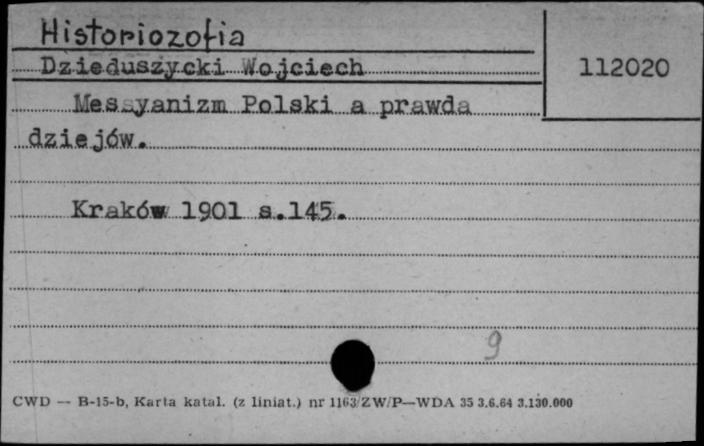 Historiozofia
Dzieduszycki Wojciech
112020
Messyanizm Polski a prawda
dziejów.
Kraków 1901 s.145.
9
CWD — B-15-b, Karta katal. (z liniat.) nr 1163/ZW/P—WDA 35 3.6.64 3.130.000